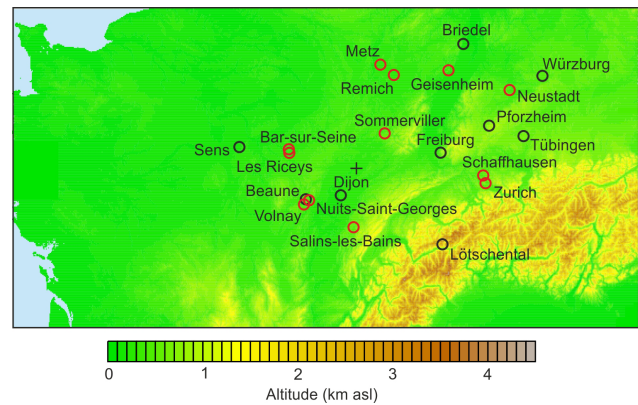 Briedel
Metz
Würzburg
Remich
Geisenheim
Neustadt
Sommerviller
Pforzheim
Bar-sur-Seine
Sens
Freiburg
Tübingen
Les Riceys
Schaffhausen
Beaune
Dijon
Zurich
Nuits-Saint-Georges
Volnay
Salins-les-Bains
Lötschental
0 1 2 3 4
Altitude (km asl)